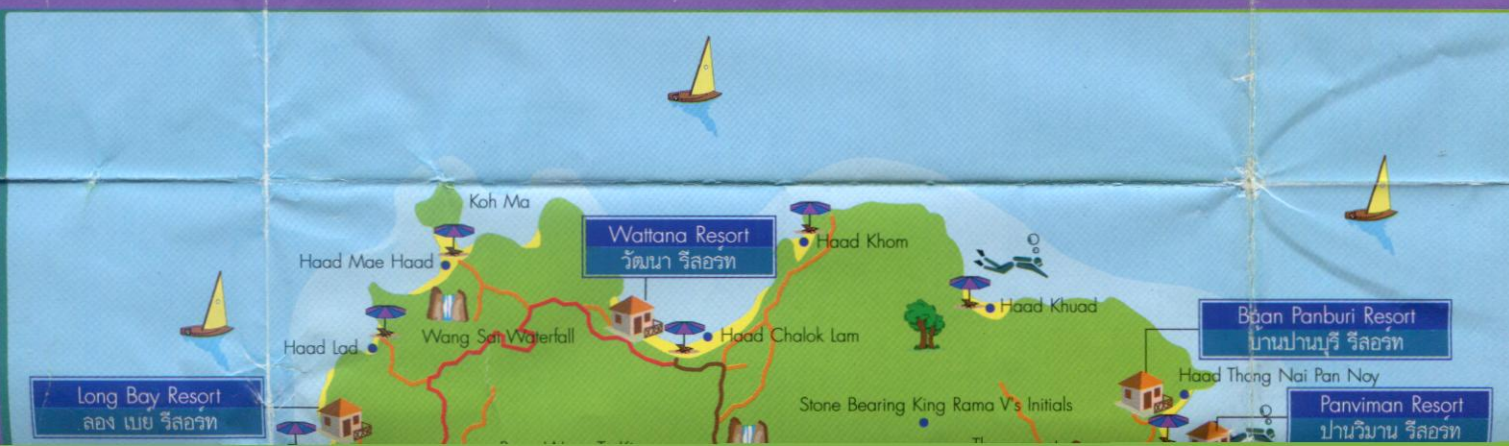 Koh Ma
Wattana Resort
วัฒนา รีสอร์ท
Haad Khom
Haad Mae Haad
Haad Khuad
Baan Panburi Resort
บ้านปานบุรี รีสอร์ท
Wang Sai Waterfall
Haad Chalok Lam
Haad Lad
Haad Thong Nai Pan Noy
Long Bay Resort
ลอง เบย์ รีสอร์ท
Stone Bearing King Rama V's Initials
Panviman Resort
ปานวิมาน รีสอร์ท